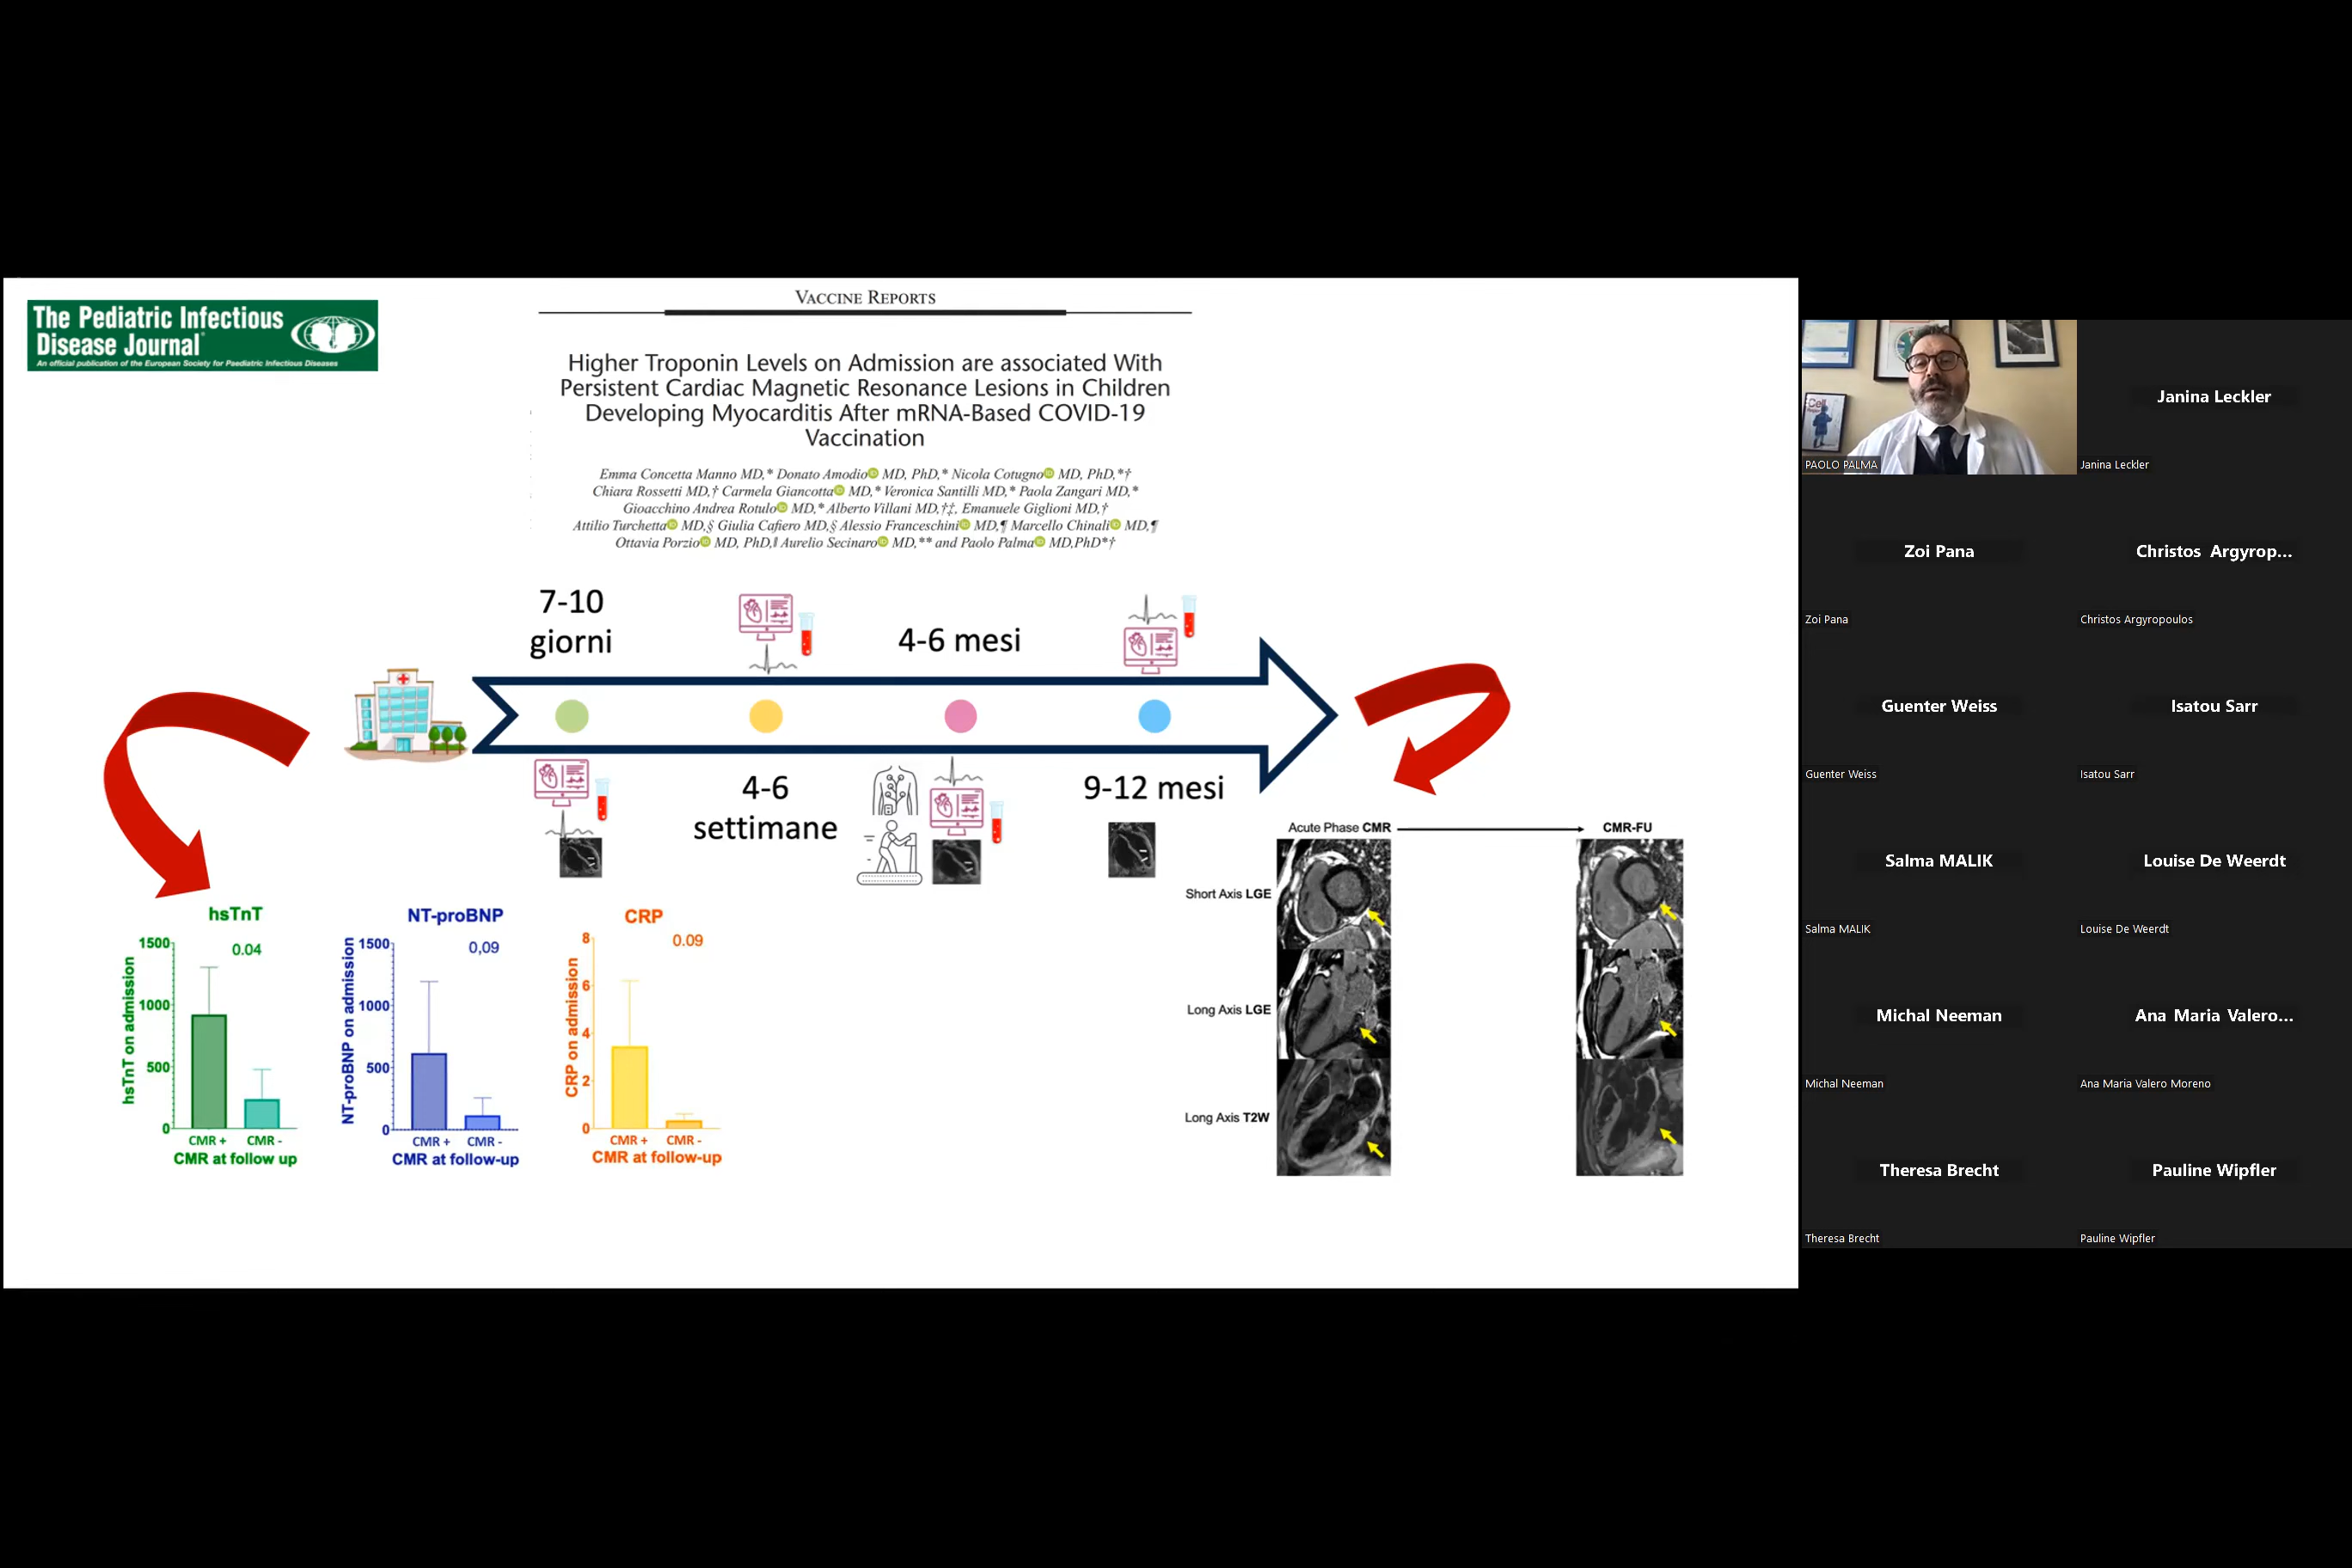 The Pediatric Infectious
Disease Journal
An official publication of the European Society for Paediatric Infectious Diseases
VACCINE REPORTS
Higher Troponin Levels on Admission are associated With
Persistent Cardiac Magnetic Resonance Lesions in Children
Developing Myocarditis After mRNA-Based COVID-19
Vaccination
Emma Concetta Manno MD,* Donato Amodio MD, PhD,* Nicola Cotugno MD, PhD,*†
Chiara Rossetti MD,† Carmela Giancotta MD,* Veronica Santilli MD,* Paola Zangari MD,*
Gioacchino Andrea Rotulo MD,* Alberto Villani MD,†‡, Emanuele Giglioni MD,†
Attilio Turchetta MD,§ Giulia Cafiero MD,§ Alessio Franceschini MD,¶ Marcello Chinali MD,¶
Ottavia Porzio MD, PhD,‖ Aurelio Secinaro MD,** and Paolo Palma MD,PhD*†
7-10
giorni
4-6 mesi
4-6
settimane
9-12 mesi
hsTnT
0.04
hsTnT on admission
1500
1000
500
0
CMR +
CMR -
CMR at follow up
NT-proBNP
0,09
NT-proBNP on admission
1500
1000
500
0
CMR +
CMR -
CMR at follow-up
CRP
0.09
CRP on admission
8
6
4
2
0
CMR +
CMR -
CMR at follow-up
Acute Phase CMR
CMR-FU
Short Axis LGE
Long Axis LGE
Long Axis T2W
Cell
PAOLO PALMA
Janina Leckler
Janina Leckler
Zoi Pana
Zoi Pana
Christos Argyrop...
Christos Argyropoulos
Guenter Weiss
Guenter Weiss
Isatou Sarr
Isatou Sarr
Salma MALIK
Salma MALIK
Louise De Weerdt
Louise De Weerdt
Michal Neeman
Michal Neeman
Ana Maria Valero...
Ana Maria Valero Moreno
Theresa Brecht
Theresa Brecht
Pauline Wipfler
Pauline Wipfler